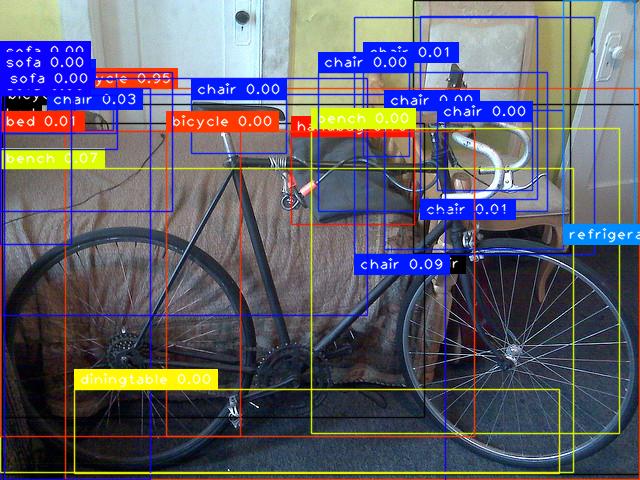 sofa 0.00
sofa 0.00
sofa 0.00
ycle 0.95
chair 0.03
chair 0.00
chair 0.01
chair 0.00
chair 0.00
chair 0.00
bed 0.01
bicycle 0.00
bench 0.00
bench 0.07
chair 0.01
refrigera
chair 0.09
diningtable 0.00